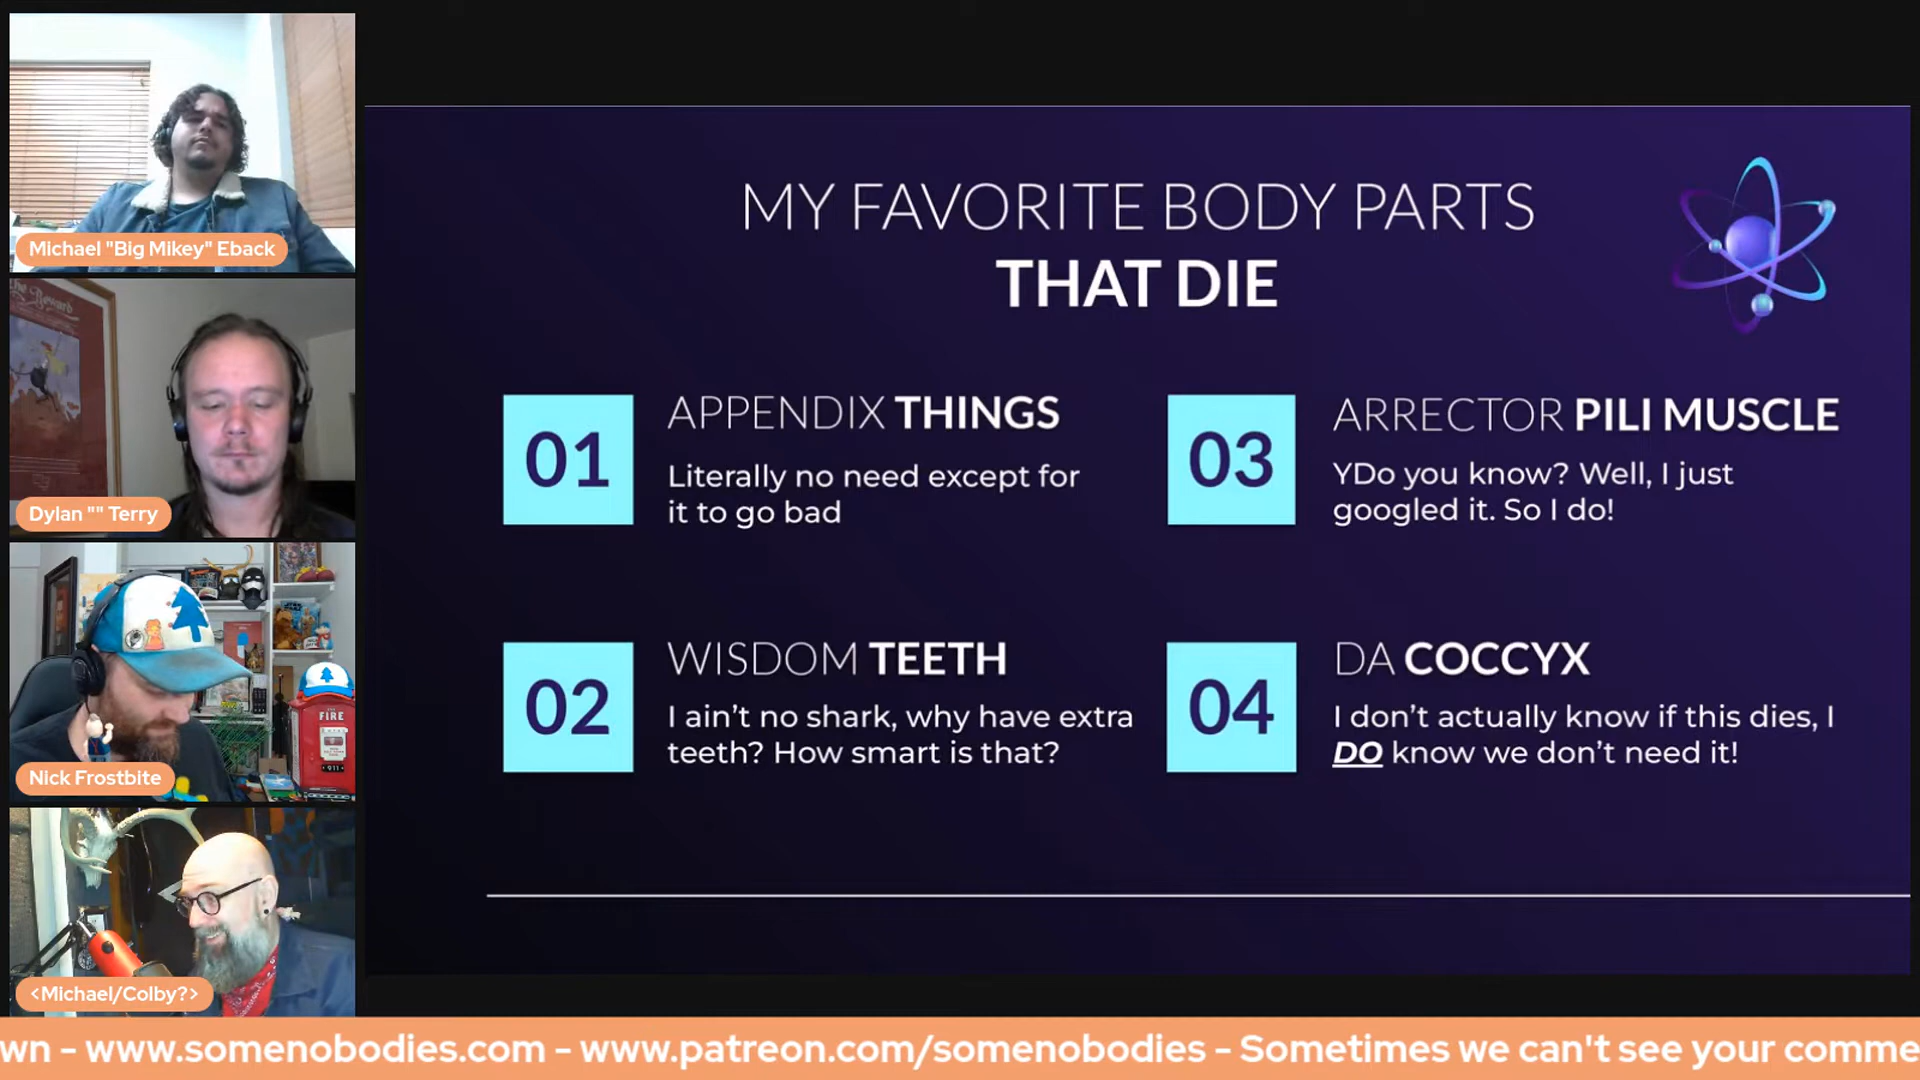 Michael "Big Mikey" Eback
The Reward
Dylan "" Terry
FIRE
911
Nick Frostbite
<Michael/Colby?>
MY FAVORITE BODY PARTS
THAT DIE
01
APPENDIX THINGS
Literally no need except for
it to go bad
02
WISDOM TEETH
I ain't no shark, why have extra
teeth? How smart is that?
03
ARRECTOR PILI MUSCLE
YDo you know? Well, I just
googled it. So I do!
04
DA COCCYX
I don't actually know if this dies, I
DO know we don't need it!
wn - www.somenobodies.com - www.patreon.com/somenobodies - Sometimes we can't see your comme